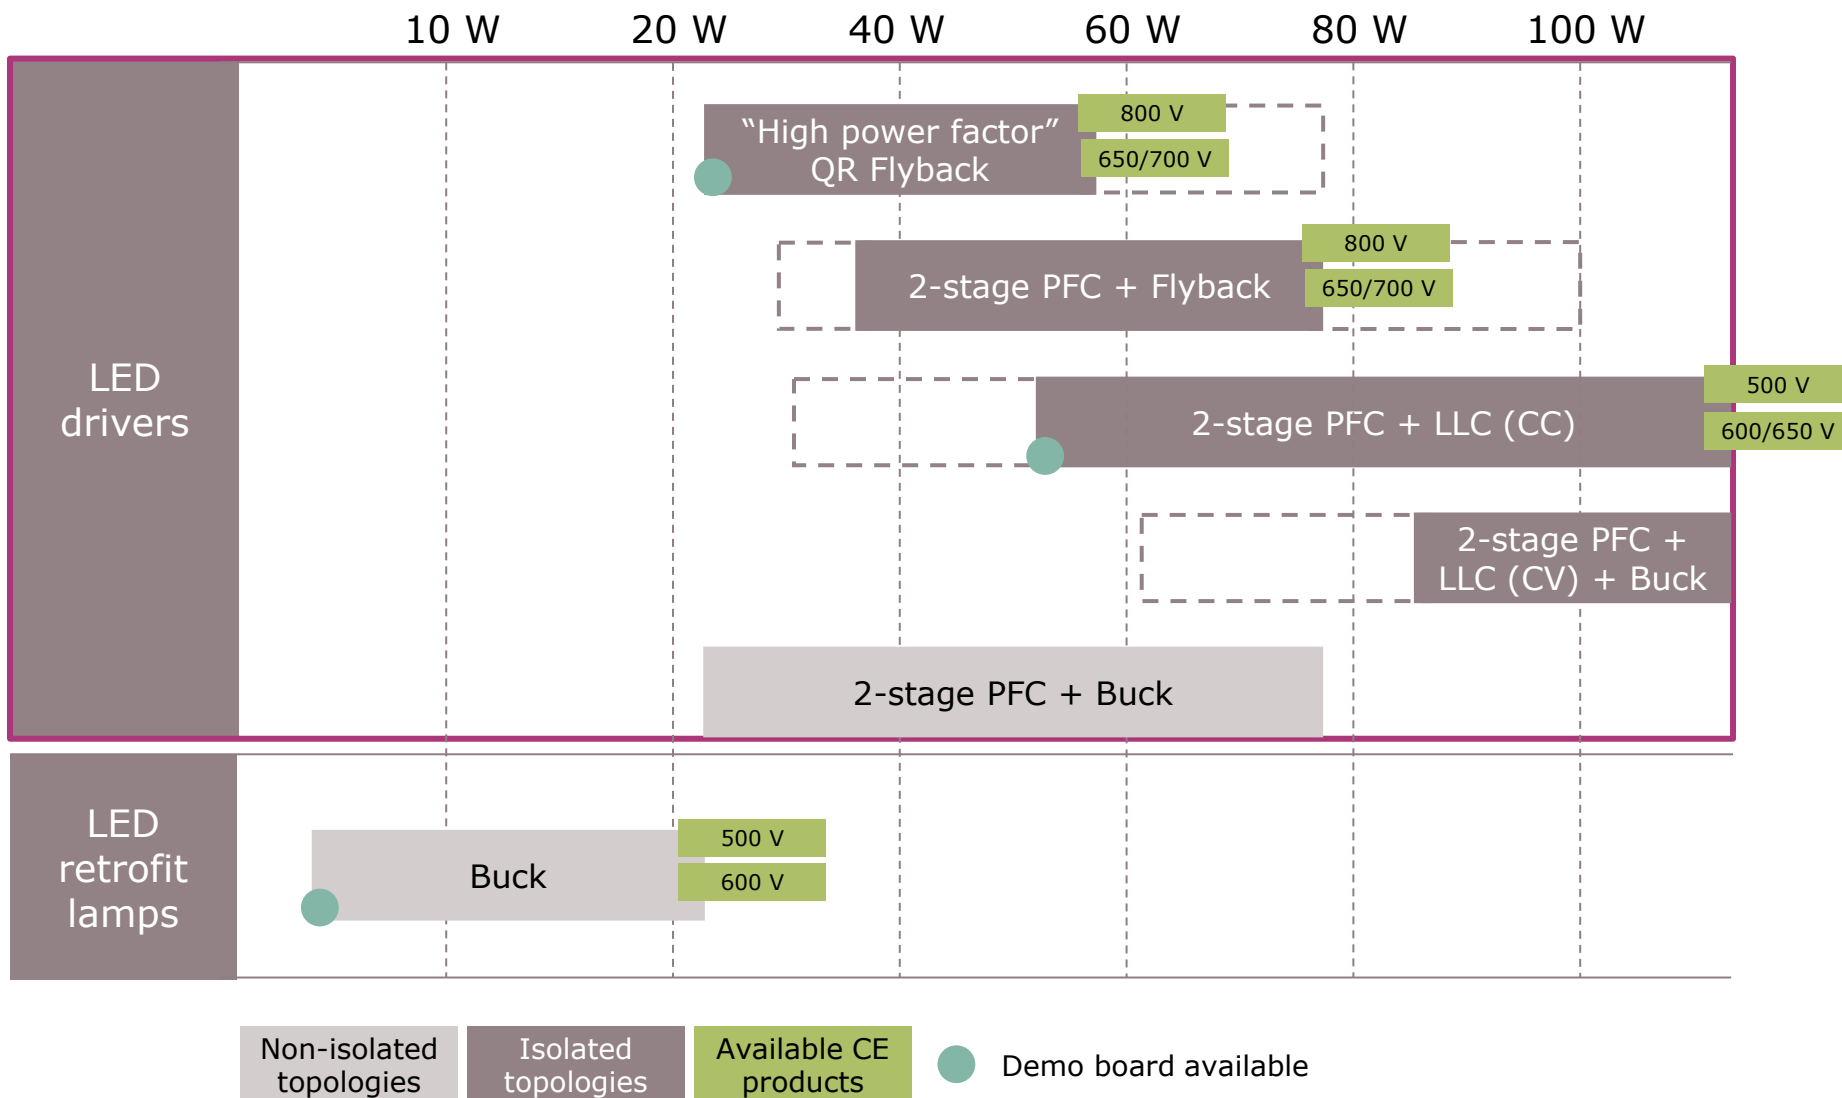 10 W
20 W
40 W
60 W
80 W
100 W
LED
drivers
“High power factor”
QR Flyback
800 V
650/700 V
2-stage PFC + Flyback
800 V
650/700 V
2-stage PFC + LLC (CC)
500 V
600/650 V
2-stage PFC +
LLC (CV) + Buck
2-stage PFC + Buck
LED
retrofit
lamps
Buck
500 V
600 V
Non-isolated
topologies
Isolated
topologies
Available CE
products
Demo board available